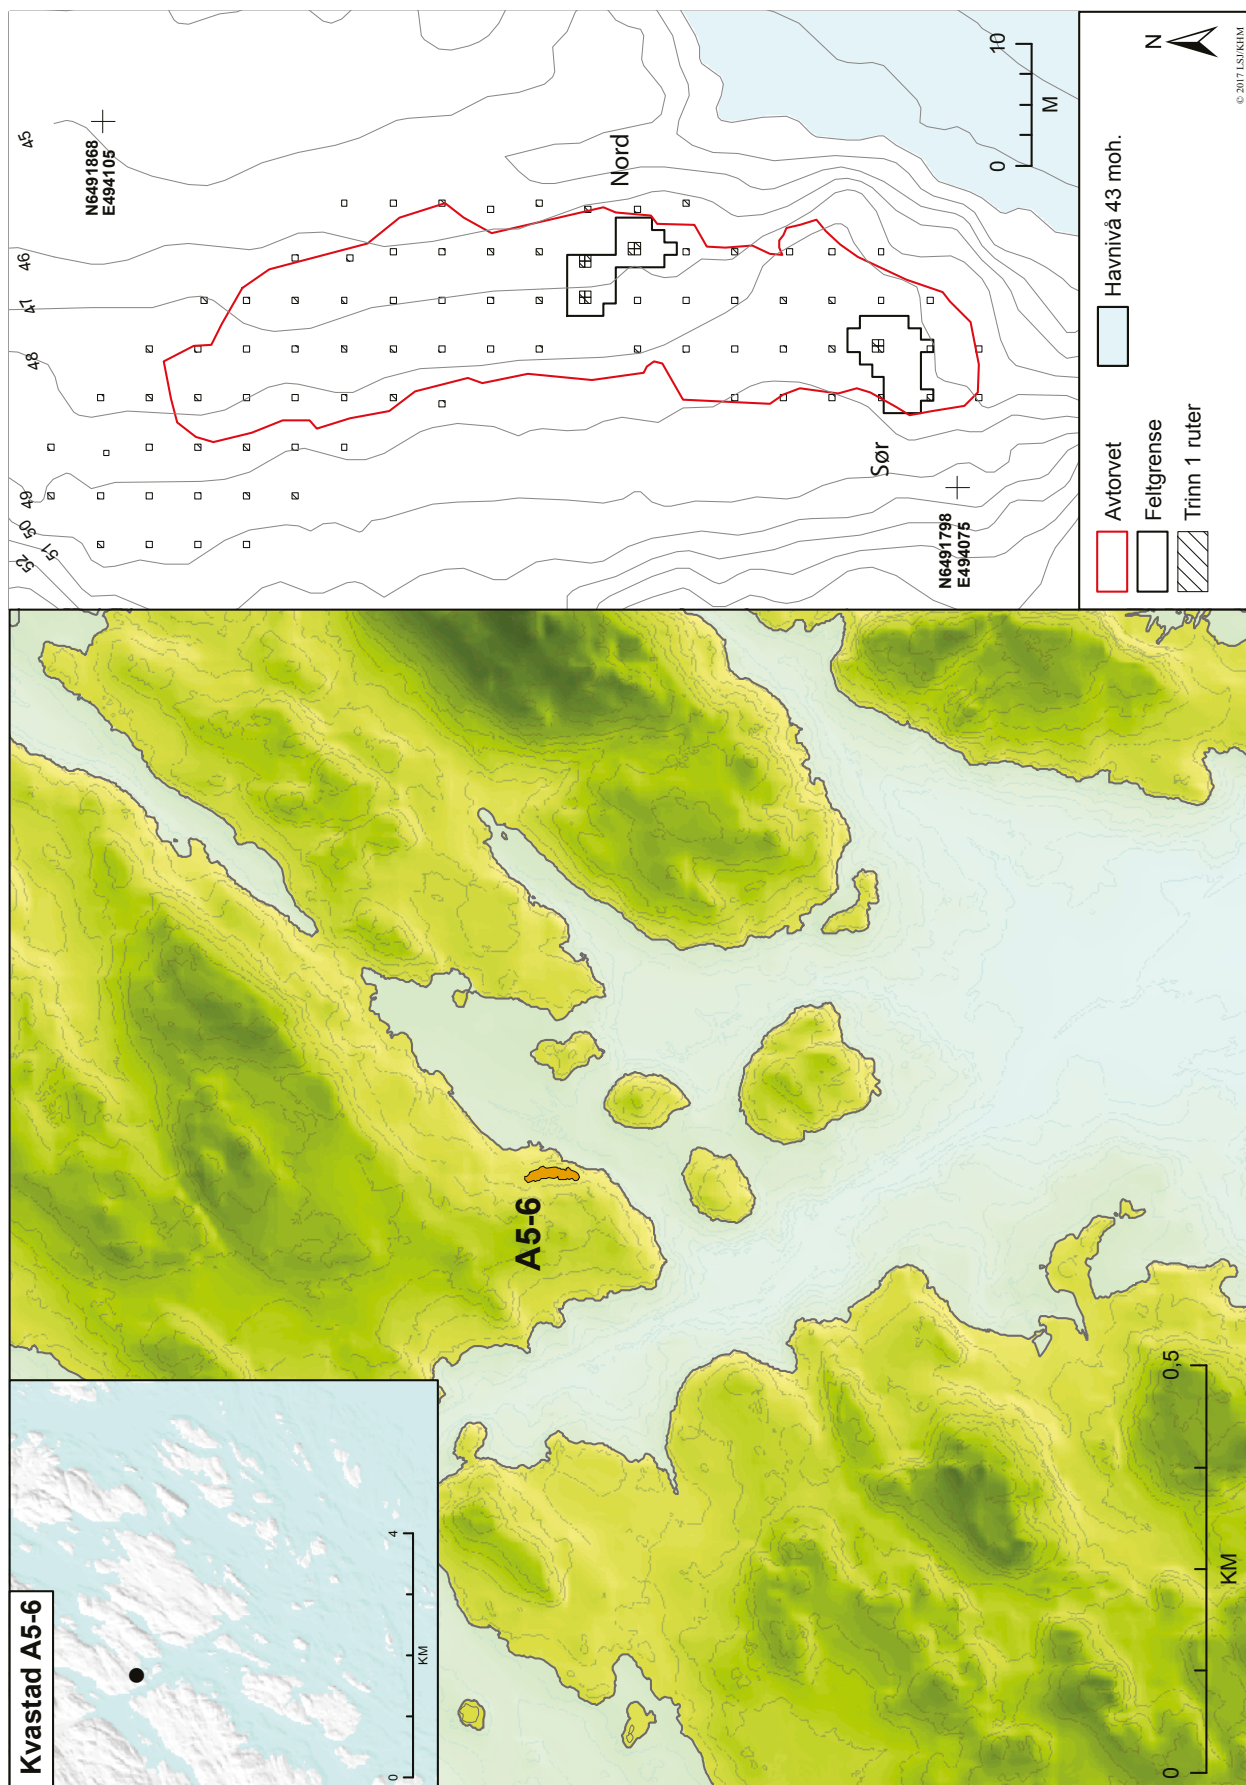 Kvastad A5-6
0
4
KM
A5-6
0
0,5
KM
52
51
50
49
48
47
46
45
N6491868
E494105
Nord
Sør
N6491798
E494075
0
10
M
Avtorvet
Feltgrense
Trinn 1 ruter
Havnivå 43 moh.
N
© 2017 LSJ/KHM